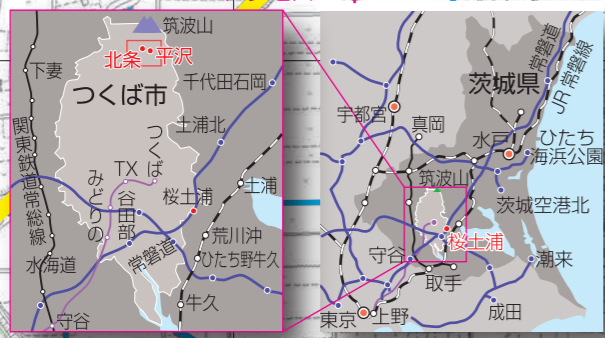 筑波山
北条
平沢
下妻
つくば市
千代田石岡
土浦北
つくば
TX
みどりの
谷田部
関東鉄道常総線
桜土浦
土浦
荒川沖
常磐道
ひたち野牛久
水海道
牛久
守谷
常磐道
JR常磐線
茨城県
宇都宮
真岡
水戸
ひたち
海浜公園
筑波山
茨城空港北
桜土浦
守谷
潮来
取手
成田
東京
上野